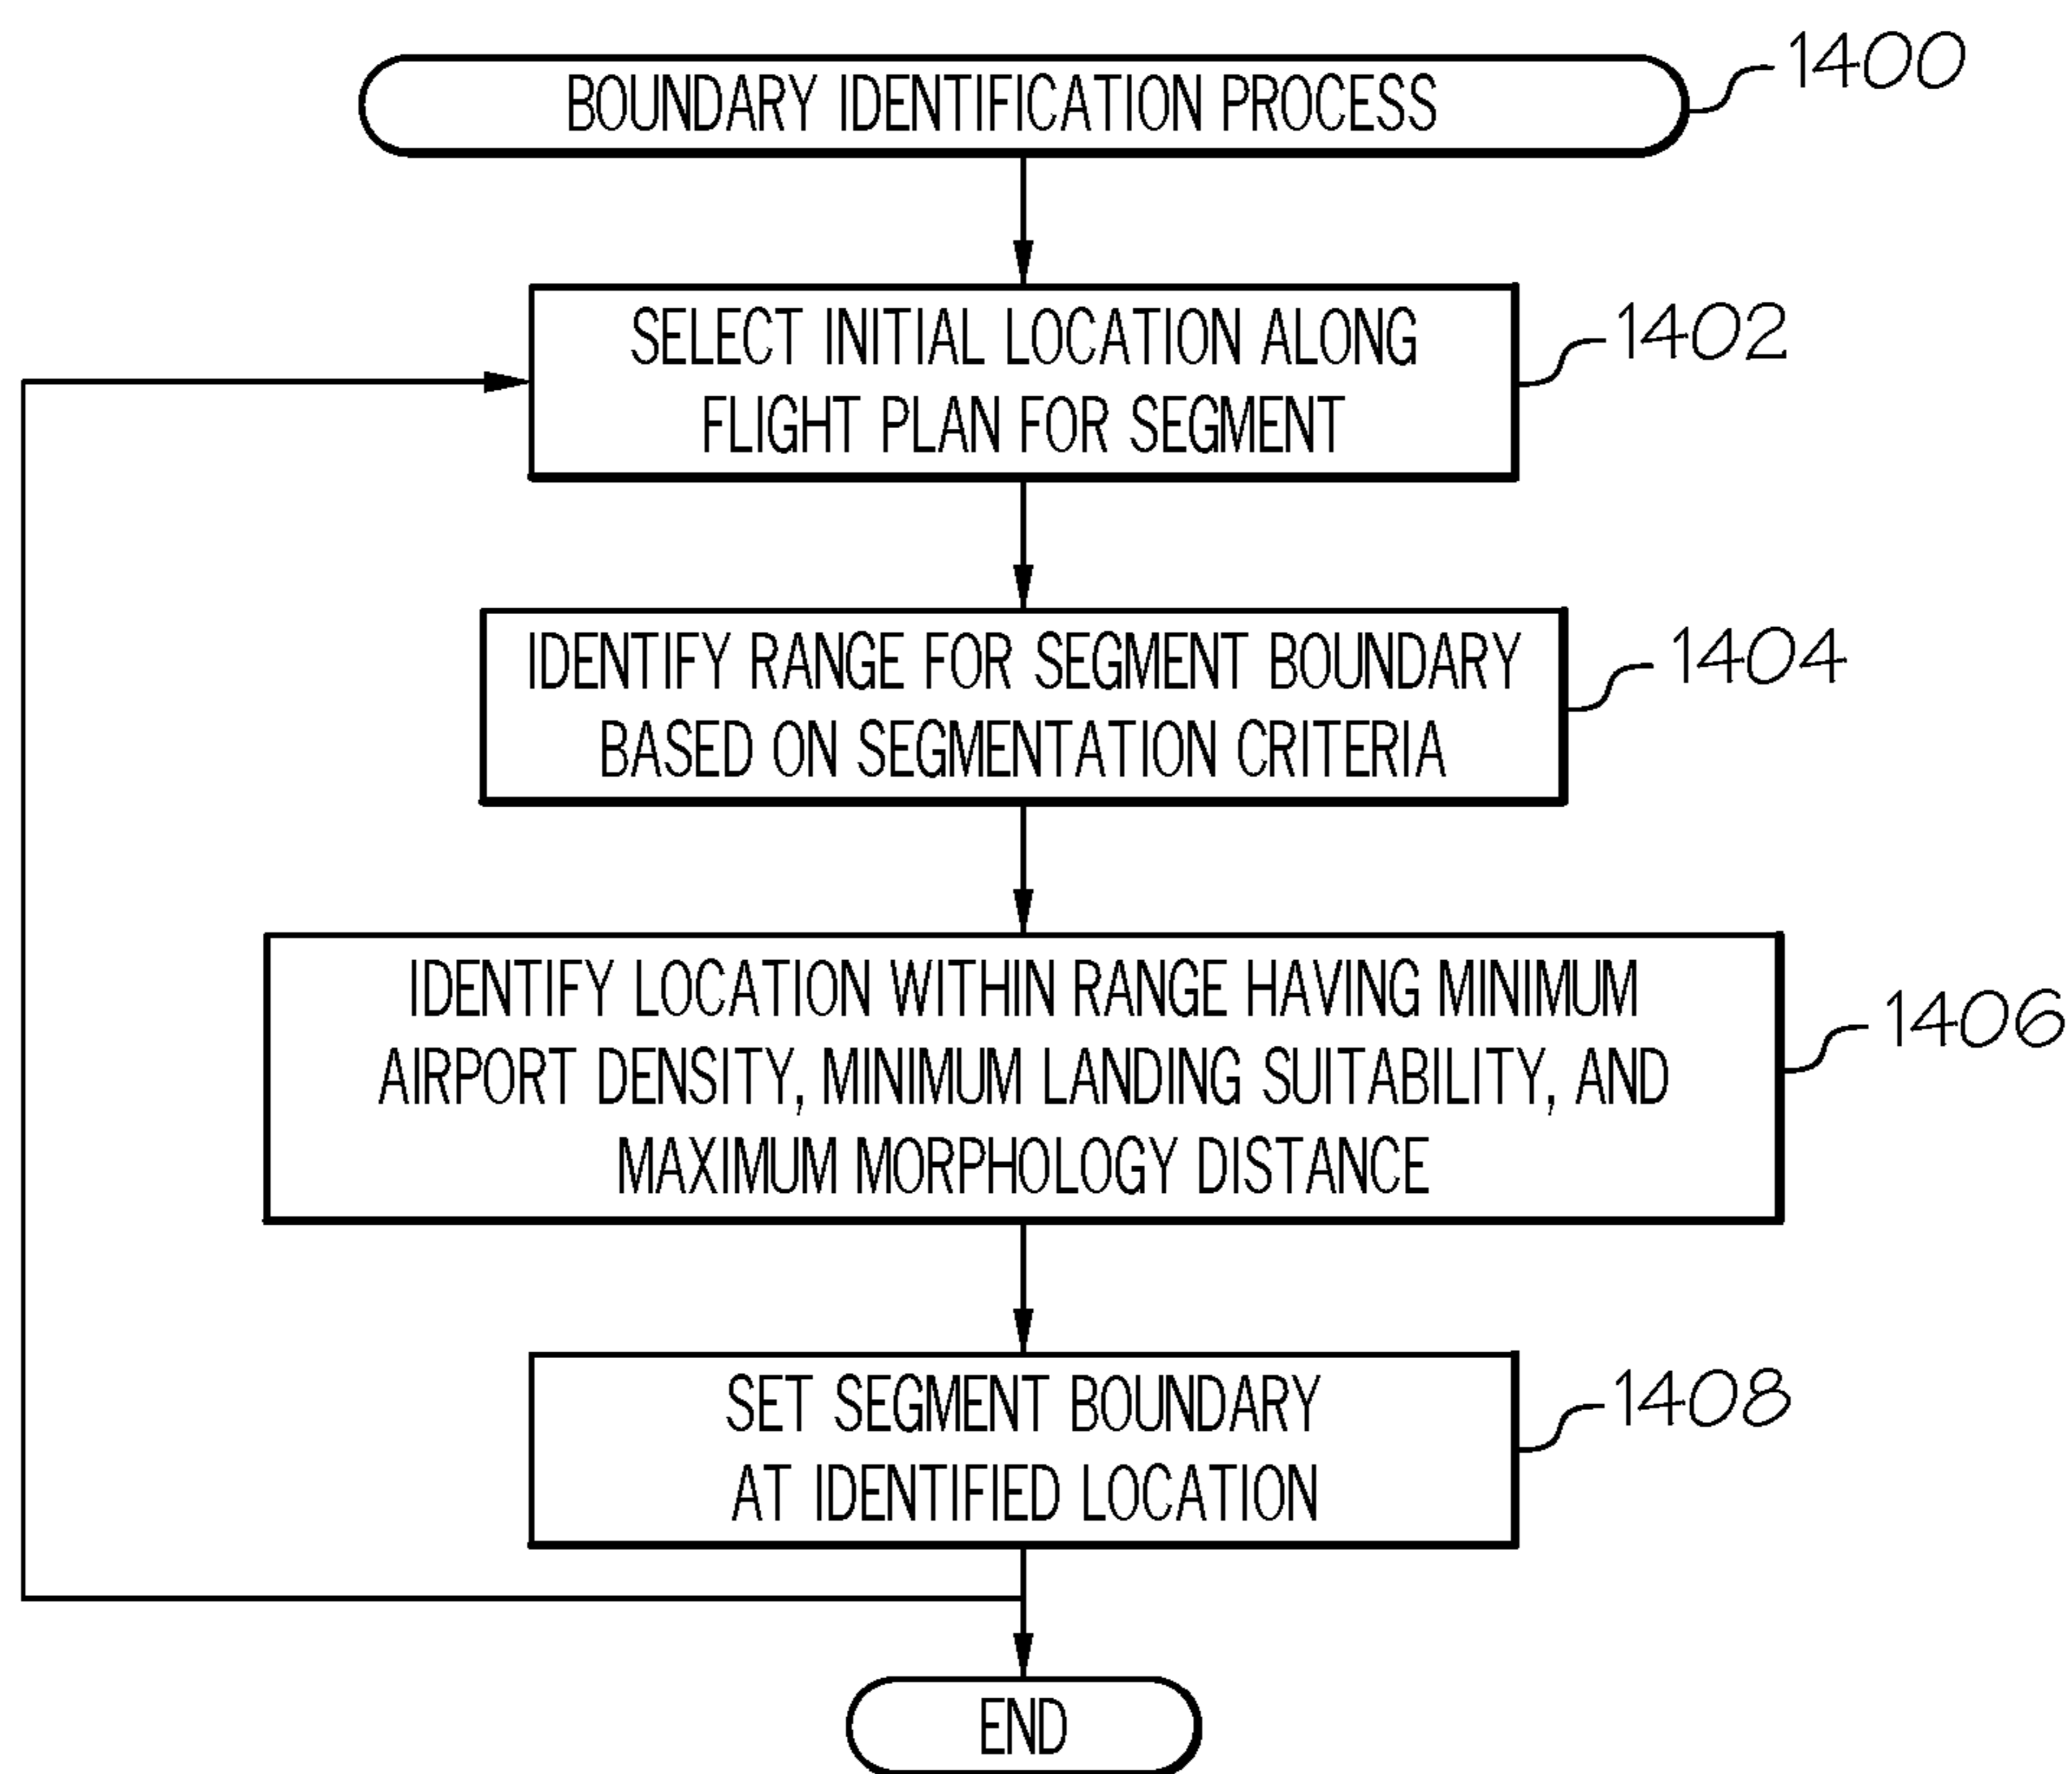 BOUNDARY IDENTIFICATION PROCESS
1400
SELECT INITIAL LOCATION ALONG
FLIGHT PLAN FOR SEGMENT
1402
IDENTIFY RANGE FOR SEGMENT BOUNDARY
BASED ON SEGMENTATION CRITERIA
1404
IDENTIFY LOCATION WITHIN RANGE HAVING MINIMUM
AIRPORT DENSITY, MINIMUM LANDING SUITABILITY, AND
MAXIMUM MORPHOLOGY DISTANCE
1406
SET SEGMENT BOUNDARY
AT IDENTIFIED LOCATION
1408
END